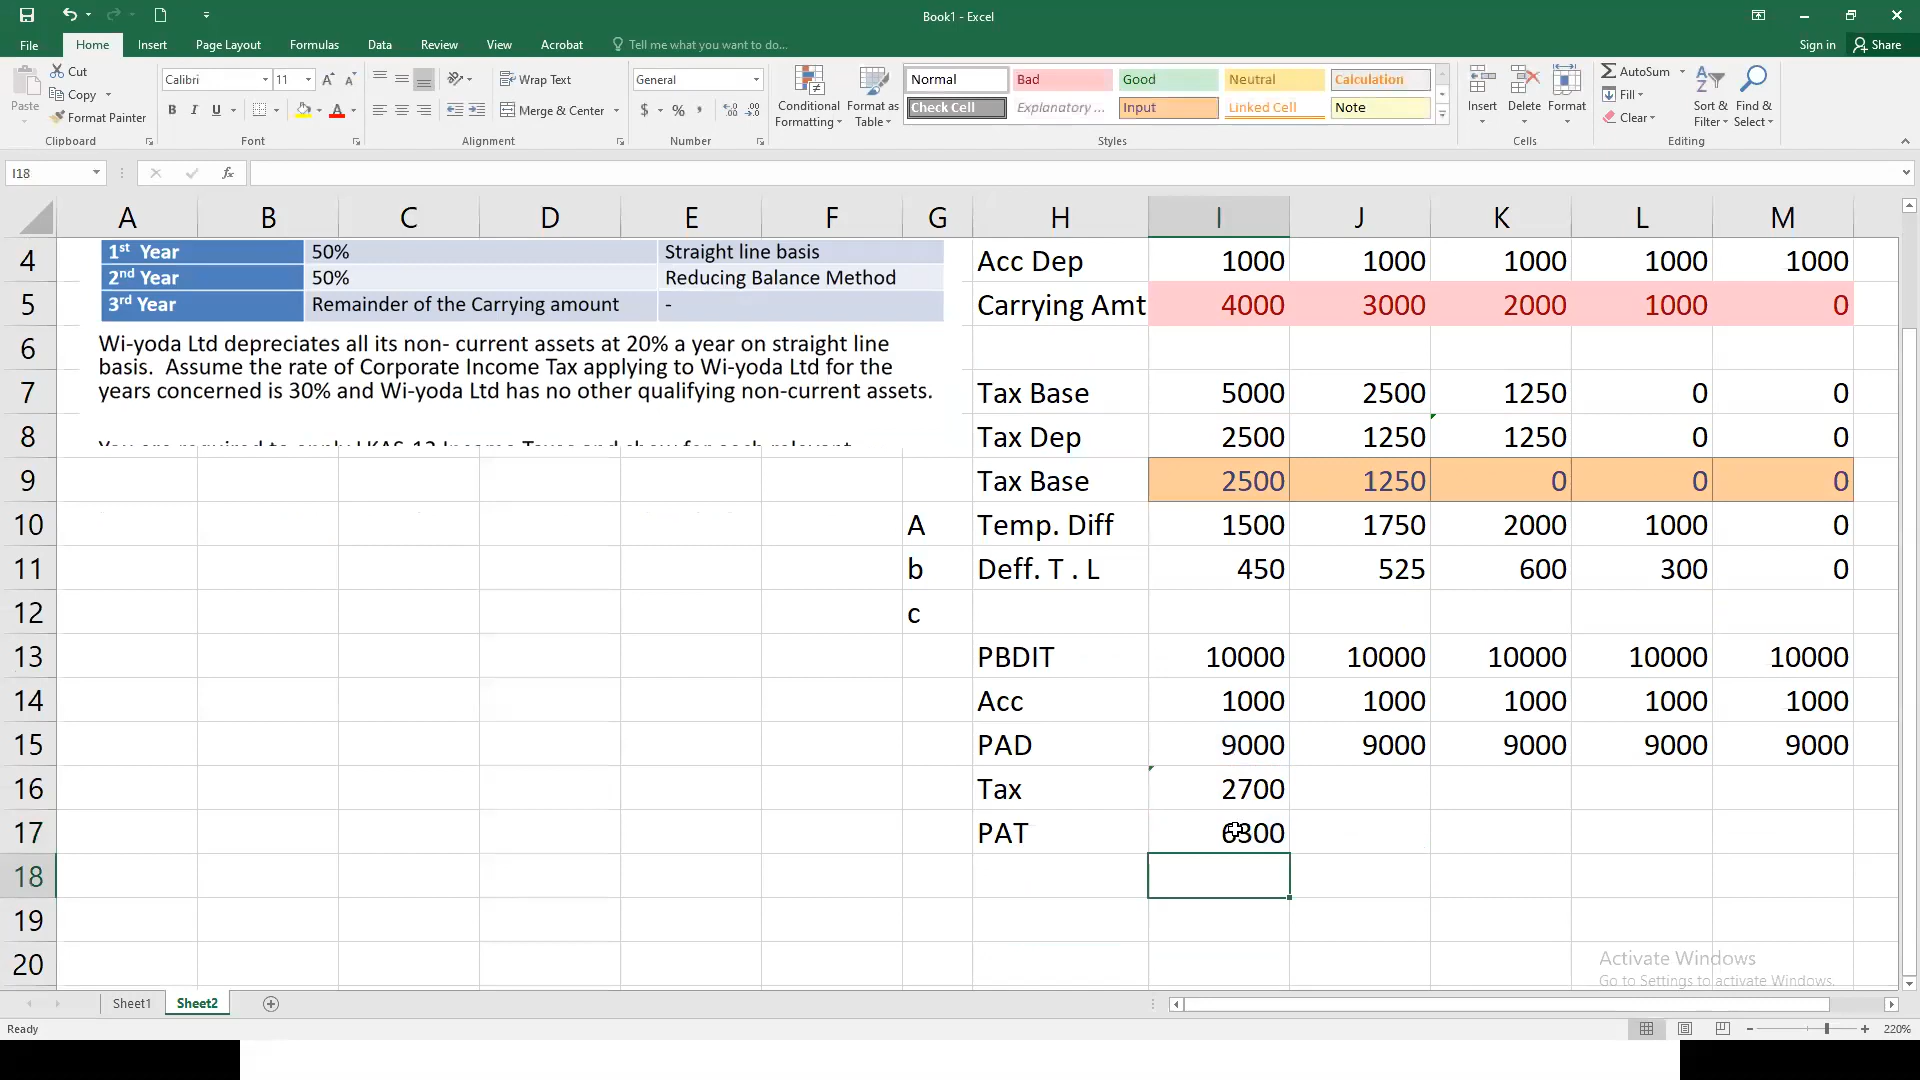 Book1 - Excel
File Home Insert Page Layout Formulas Data Review View Acrobat Tell me what you want to do... Sign in Share
Paste
Cut
Copy
Format Painter
Calibri 11 A A
B I U A
Wrap Text
Merge & Center
General
$ % ,
Conditional Formatting
Format as Table
Normal Bad Good Neutral Calculation
Check Cell Explanatory ... Input Linked Cell Note
Insert Delete Format
AutoSum
Fill
Clear
Sort & Filter
Find & Select
Clipboard Font Alignment Number Styles Cells Editing
I18 fx
A B C D E F G H I J K L M
1st Year 50% Straight line basis
2nd Year 50% Reducing Balance Method
3rd Year Remainder of the Carrying amount -
Wi-yoda Ltd depreciates all its non- current assets at 20% a year on straight line
basis. Assume the rate of Corporate Income Tax applying to Wi-yoda Ltd for the
years concerned is 30% and Wi-yoda Ltd has no other qualifying non-current assets.
4 Acc Dep 1000 1000 1000 1000 1000
5 Carrying Amt 4000 3000 2000 1000 0
6
7 Tax Base 5000 2500 1250 0 0
8 Tax Dep 2500 1250 1250 0 0
9 Tax Base 2500 1250 0 0 0
10 A Temp. Diff 1500 1750 2000 1000 0
11 b Deff. T . L 450 525 600 300 0
12 c
13 PBDIT 10000 10000 10000 10000 10000
14 Acc 1000 1000 1000 1000 1000
15 PAD 9000 9000 9000 9000 9000
16 Tax 2700
17 PAT 6300
18
19
20
Activate Windows
Go to Settings to activate Windows.
Sheet1 Sheet2
Ready 220%